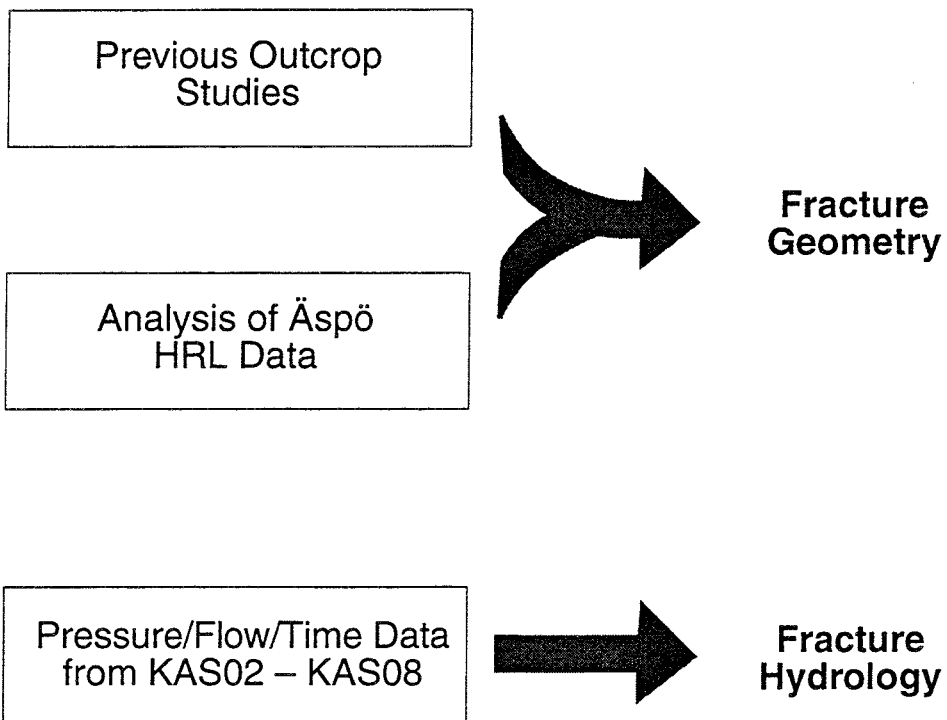 Previous Outcrop
Studies
Fracture
Geometry
Analysis of Äspö
HRL Data
Pressure/Flow/Time Data
from KAS02 – KAS08
Fracture
Hydrology